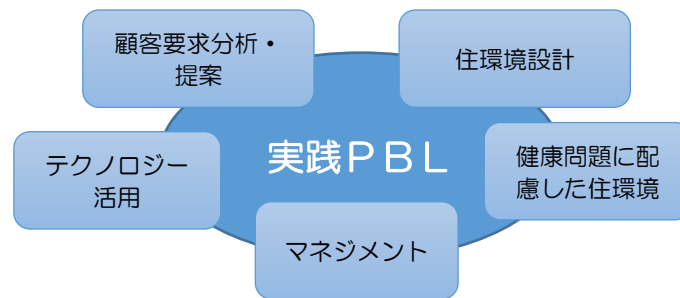 顧客要求分析・
提案
住環境設計
実践ＰＢＬ
テクノロジー
活用
健康問題に配
慮した住環境
マネジメント